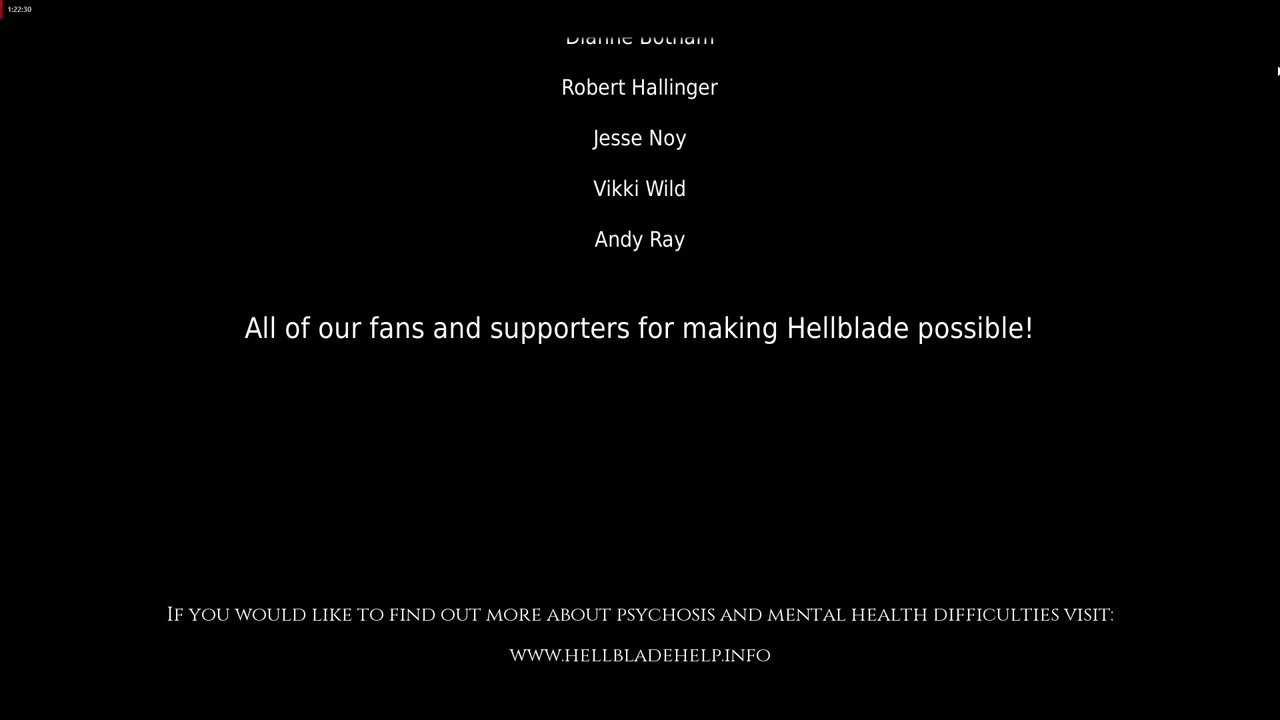 1:22:30
Dianne Botham
Robert Hallinger
Jesse Noy
Vikki Wild
Andy Ray
All of our fans and supporters for making Hellblade possible!
If you would like to find out more about psychosis and mental health difficulties visit:
www.hellbladehelp.info